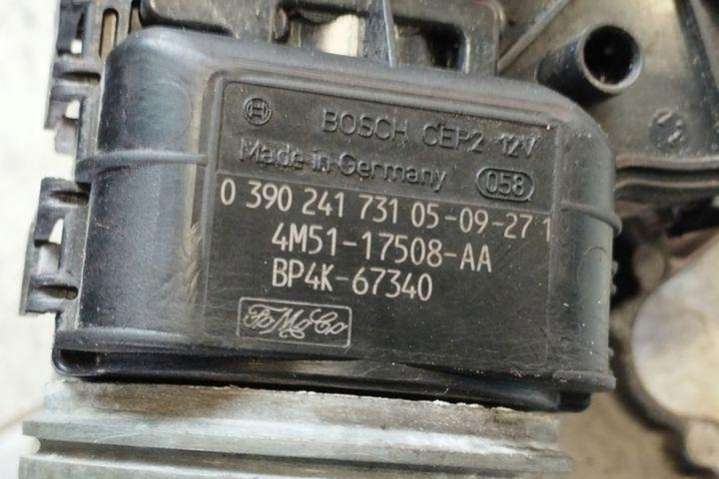 BOSCH CEP2 12V
Made in Germany 058
0 390 241 731 05-09-27 1
4M51-17508-AA
BP4K-67340
FoMoCo